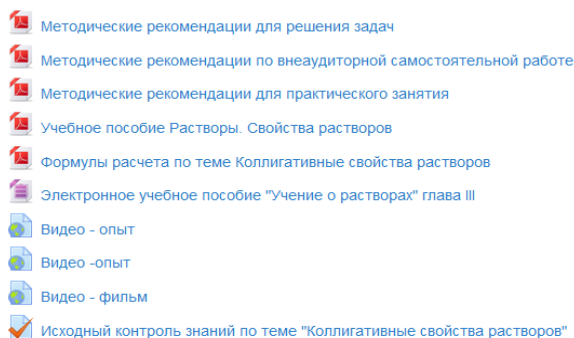 Методические рекомендации для решения задач
Методические рекомендации по внеаудиторной самостоятельной работе
Методические рекомендации для практического занятия
Учебное пособие Растворы. Свойства растворов
Формулы расчета по теме Коллигативные свойства растворов
Электронное учебное пособие "Учение о растворах" глава III
Видео - опыт
Видео -опыт
Видео - фильм
Исходный контроль знаний по теме "Коллигативные свойства растворов"